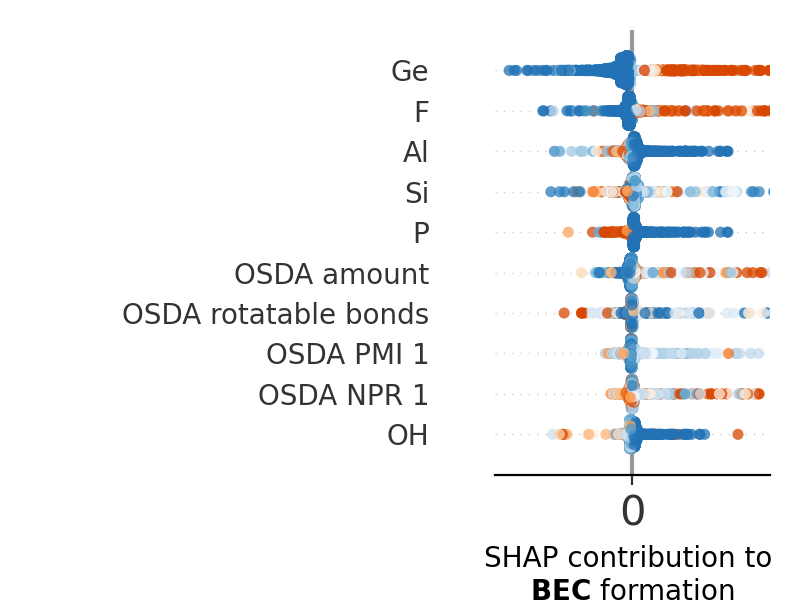 Ge
F
Al
Si
P
OSDA amount
OSDA rotatable bonds
OSDA PMI 1
OSDA NPR 1
OH
0
SHAP contribution to
BEC formation